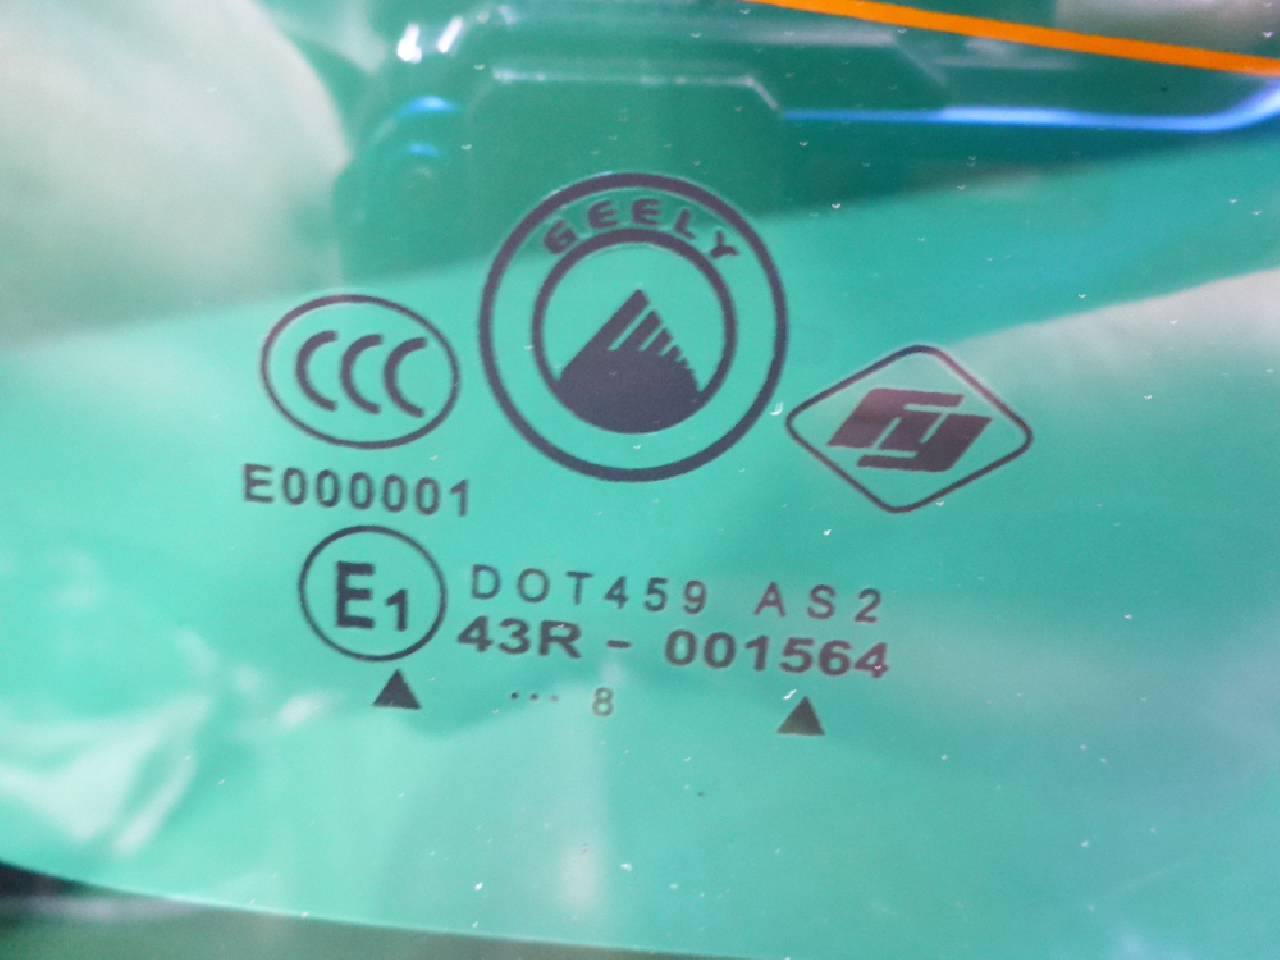 GEELY
CCC
FY
E000001
E1
DOT459 AS2
43R - 001564
... 8